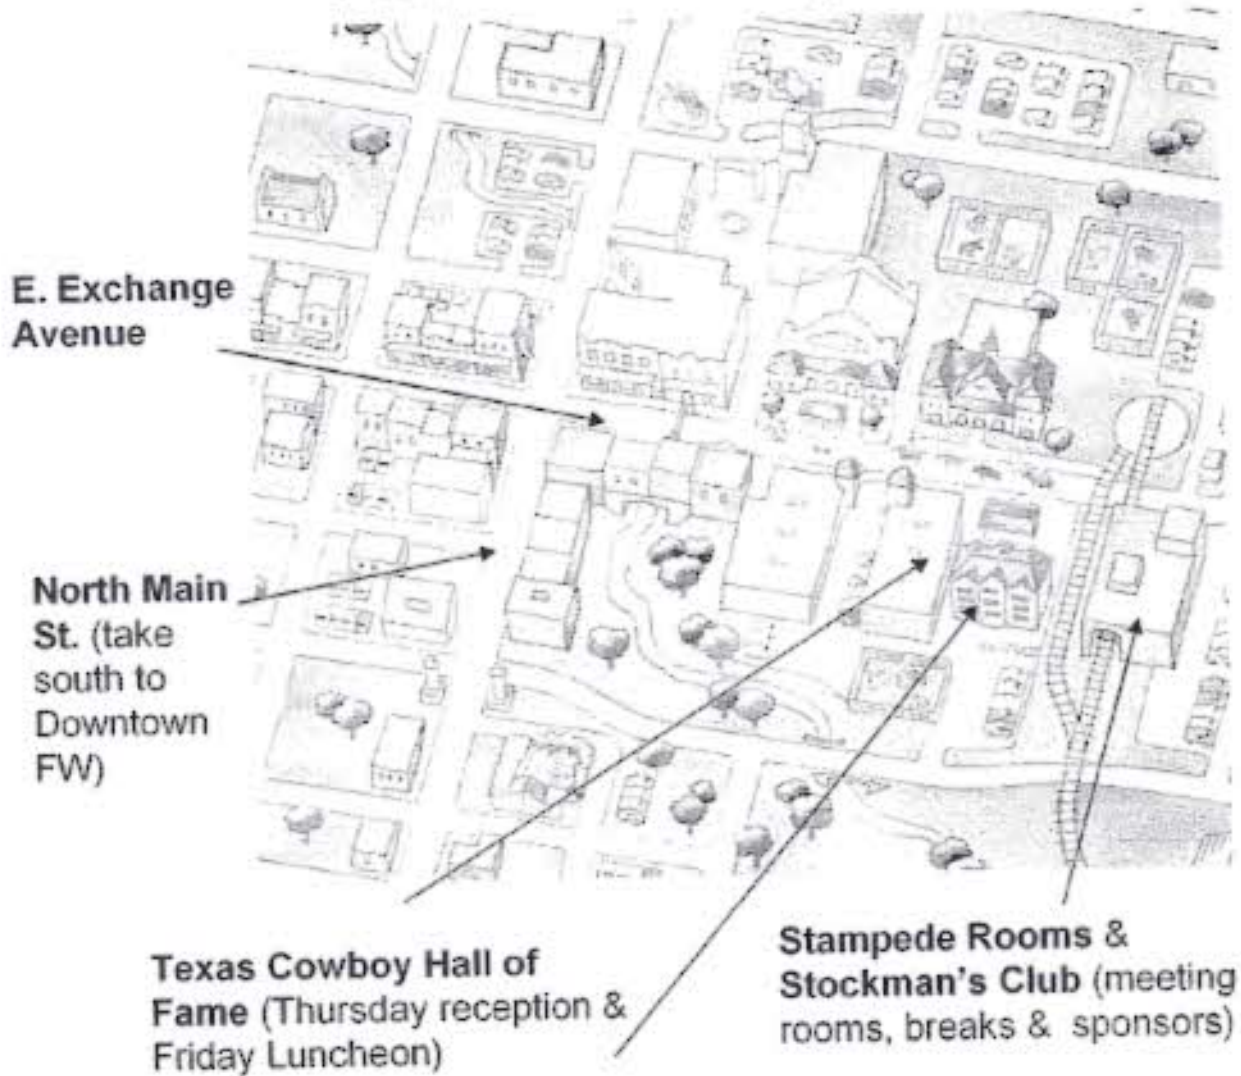 E. Exchange
Avenue
North Main
St. (take
south to
Downtown
FW)
Texas Cowboy Hall of
Fame (Thursday reception &
Friday Luncheon)
Stampede Rooms &
Stockman's Club (meeting
rooms, breaks & sponsors)